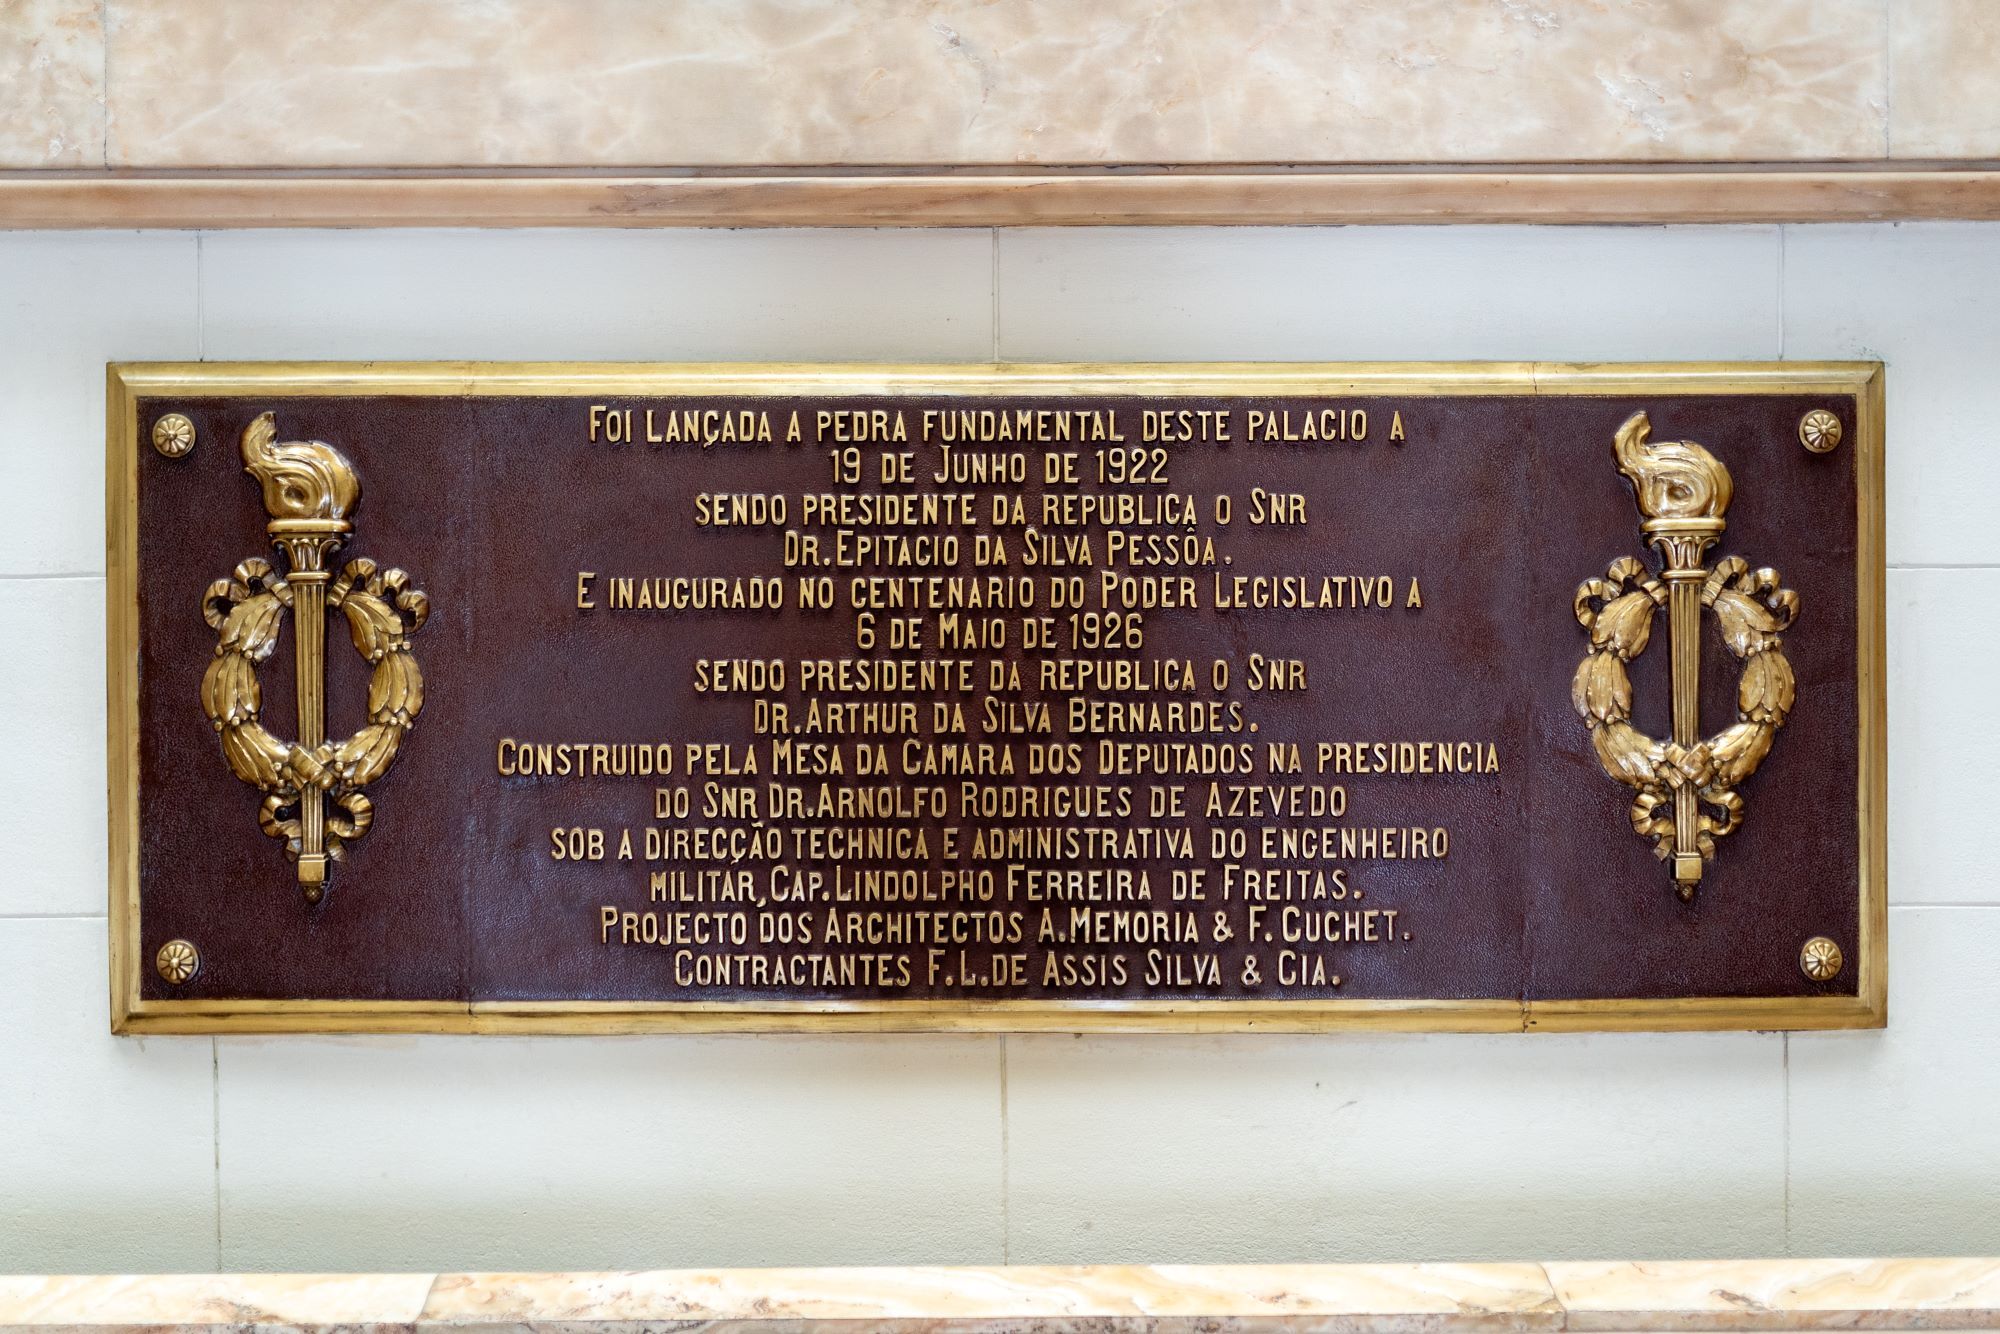 Foi lançada a pedra fundamental deste palacio a
19 de Junho de 1922
sendo presidente da republica o Snr
Dr. Epitacio da Silva Pessôa.
E inaugurado no centenario do Poder Legislativo a
6 de Maio de 1926
sendo presidente da republica o Snr
Dr. Arthur da Silva Bernardes.
Construido pela Mesa da Camara dos Deputados na presidencia
do Snr Dr. Arnolfo Rodrigues de Azevedo
sob a direcção technica e administrativa do engenheiro
militar, Cap. Lindolpho Ferreira de Freitas.
Projecto dos Architectos A. Memoria & F. Cuchet.
Contractantes F. L. de Assis Silva & Cia.